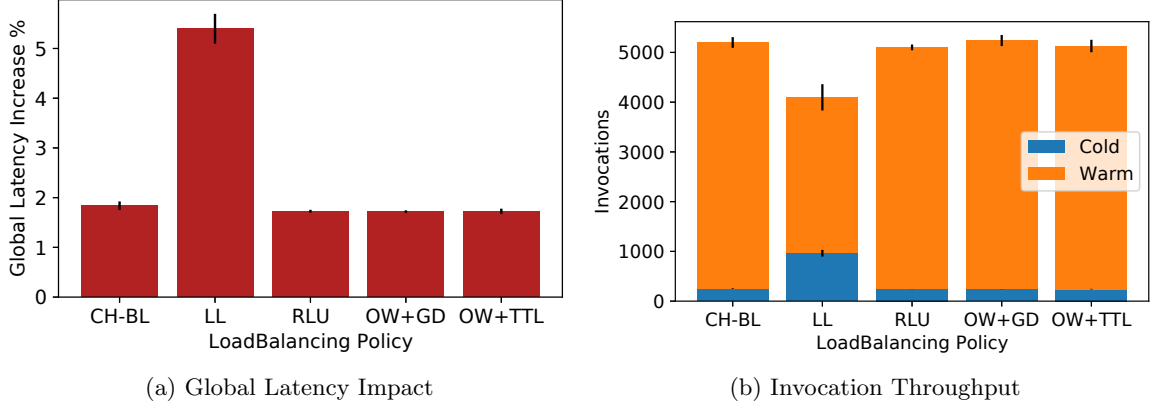 Global Latency Increase %
5
4
3
2
1
0
CH-BL LL RLU OW+GD OW+TTL
LoadBalancing Policy
(a) Global Latency Impact
Invocations
5000
4000
3000
2000
1000
0
Cold
Warm
CH-BL LL RLU OW+GD OW+TTL
LoadBalancing Policy
(b) Invocation Throughput